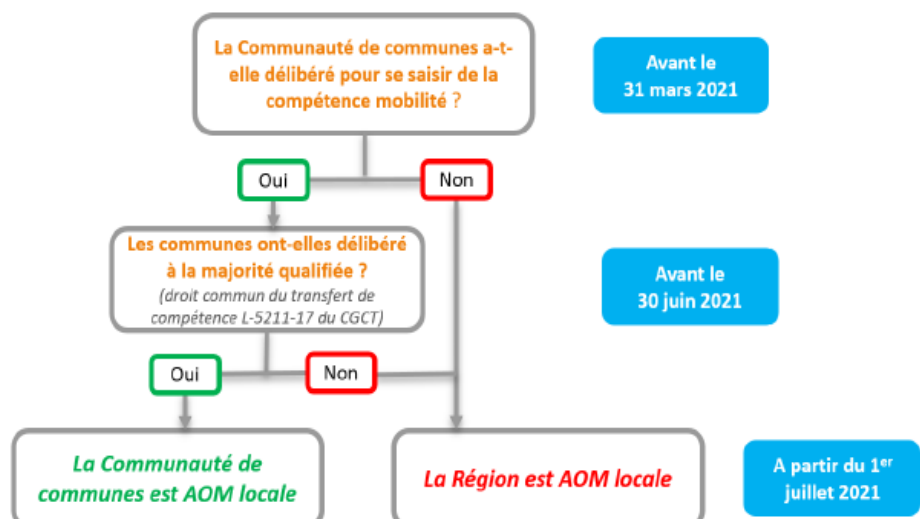 La Communauté de communes a-t-
elle délibéré pour se saisir de la
compétence mobilité ?
Avant le
31 mars 2021
Oui
Non
Les communes ont-elles délibéré
à la majorité qualifiée ?
(droit commun du transfert de
compétence L-5211-17 du CGCT)
Avant le
30 juin 2021
Oui
Non
La Communauté de
communes est AOM locale
La Région est AOM locale
A partir du 1er
juillet 2021